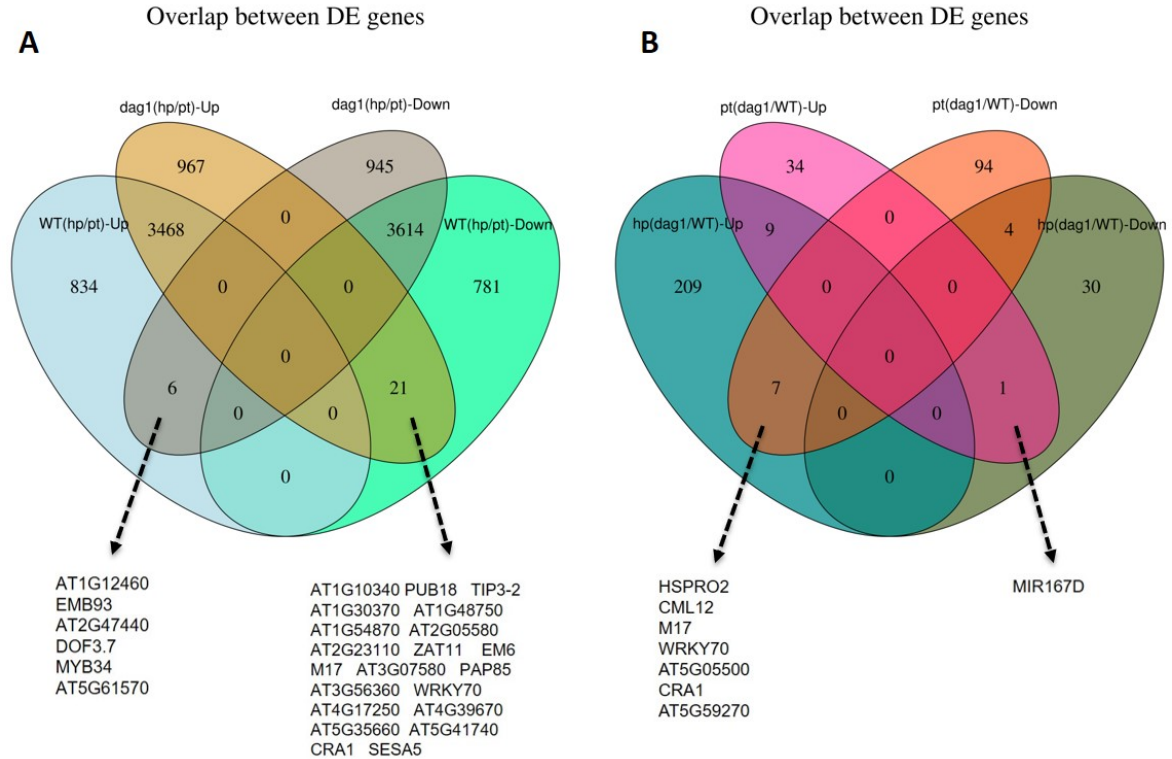 Overlap between DE genes
A
dag1(hp/pt)-Up
dag1(hp/pt)-Down
967
945
0
WT(hp/pt)-Up
3468
3614
WT(hp/pt)-Down
834
0
0
781
0
6
21
0
0
0
AT1G12460
EMB93
AT2G47440
DOF3.7
MYB34
AT5G61570
AT1G10340 PUB18 TIP3-2
AT1G30370 AT1G48750
AT1G54870 AT2G05580
AT2G23110 ZAT11 EM6
M17 AT3G07580 PAP85
AT3G56360 WRKY70
AT4G17250 AT4G39670
AT5G35660 AT5G41740
CRA1 SESA5
Overlap between DE genes
B
pt(dag1/WT)-Up
pt(dag1/WT)-Down
34
94
0
hp(dag1/WT)-Up
9
4
hp(dag1/WT)-Down
209
0
0
30
0
7
1
0
0
0
HSPRO2
CML12
M17
WRKY70
AT5G05500
CRA1
AT5G59270
MIR167D